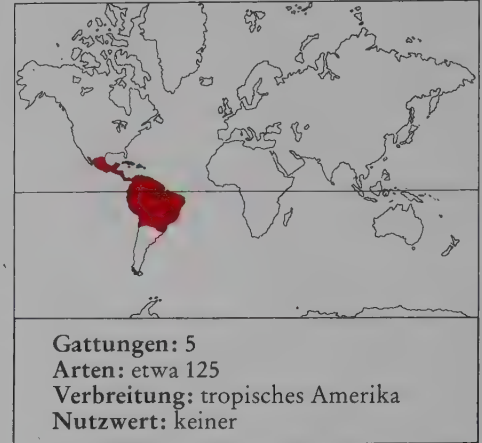 Gattungen: 5
Arten: etwa 125
Verbreitung: tropisches Amerika
Nutzwert: keiner